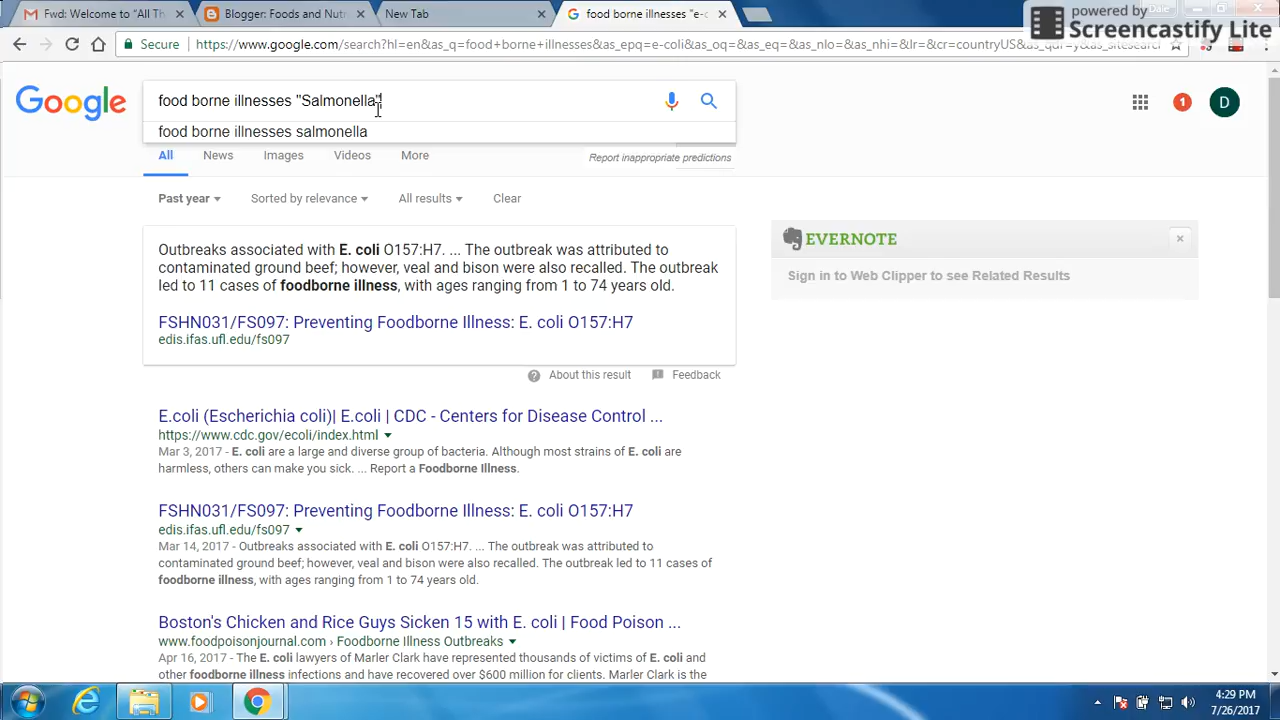 Fwd: Welcome to "All Th
Blogger: Foods and Nut
New Tab
food borne illnesses "e-c
Dale
powered by
Screencastify Lite
Secure
https://www.google.com/search?hl=en&as_q=
illnesses&as_epq=e-coli&as_oq=&as_eq=&as_nlo=&as_nhi=&lr=&cr=countryUS&as_qdr=y&as_sitesearch
Google
food borne illnesses "Salmonella"
food borne illnesses salmonella
1
D
All
News
Images
Videos
More
Report inappropriate predictions
Past year
Sorted by relevance
All results
Clear
Outbreaks associated with E. coli O157:H7. ... The outbreak was attributed to
contaminated ground beef; however, veal and bison were also recalled. The outbreak
led to 11 cases of foodborne illness, with ages ranging from 1 to 74 years old.
FSHN031/FS097: Preventing Foodborne Illness: E. coli O157:H7
edis.ifas.ufl.edu/fs097
EVERNOTE
Sign in to Web Clipper to see Related Results
About this result
Feedback
E.coli (Escherichia coli)| E.coli | CDC - Centers for Disease Control ...
https://www.cdc.gov/ecoli/index.html
Mar 3, 2017 - E. coli are a large and diverse group of bacteria. Although most strains of E. coli are
harmless, others can make you sick. ... Report a Foodborne Illness.
FSHN031/FS097: Preventing Foodborne Illness: E. coli O157:H7
edis.ifas.ufl.edu/fs097
Mar 14, 2017 - Outbreaks associated with E. coli O157:H7. ... The outbreak was attributed to
contaminated ground beef; however, veal and bison were also recalled. The outbreak led to 11 cases of
foodborne illness, with ages ranging from 1 to 74 years old.
Boston's Chicken and Rice Guys Sicken 15 with E. coli | Food Poison ...
www.foodpoisonjournal.com › Foodborne Illness Outbreaks
Apr 16, 2017 - The E. coli lawyers of Marler Clark have represented thousands of victims of E. coli and
other foodborne illness infections and have recovered over $600 million for clients. Marler Clark is the
4:29 PM
7/26/2017